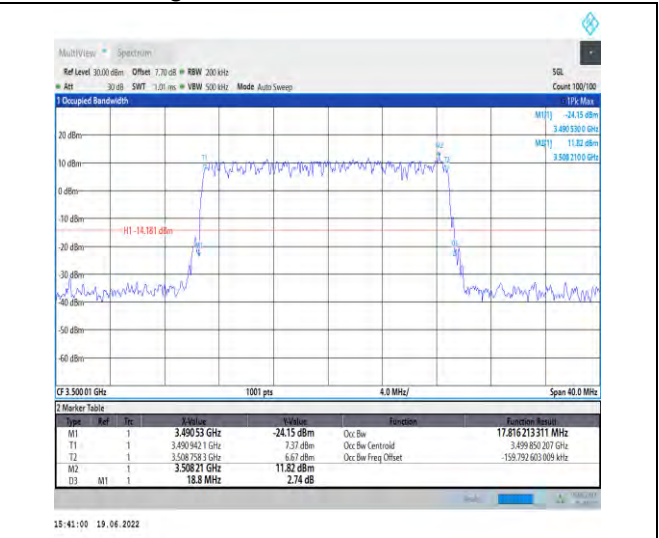 MultiView Spectrum
Ref Level 30.00 dBm Offset 7.70 dB RBW 200 kHz SGL
Att 30 dB SWT 1.01 ms VBW 500 kHz Mode Auto Sweep Count 100/100
1 Occupied Bandwidth 1Pk Max
M1[1] -24.15 dBm
3.490 530 0 GHz
M2[1] 11.82 dBm
3.508 210 0 GHz
20 dBm
M2
T1 T2
10 dBm
0 dBm
-10 dBm
H1 -14.181 dBm
-20 dBm
-30 dBm
-40 dBm
-50 dBm
-60 dBm
CF 3.500 01 GHz 1001 pts 4.0 MHz/ Span 40.0 MHz
2 Marker Table
Type Ref Trc X-Value Y-Value Function Function Result
M1 1 3.490 53 GHz -24.15 dBm Occ Bw 17.816 213 311 MHz
T1 1 3.490 942 1 GHz 7.37 dBm Occ Bw Centroid 3.499 850 207 GHz
T2 1 3.508 758 3 GHz 6.67 dBm Occ Bw Freq Offset -159.792 603 009 kHz
M2 1 3.508 21 GHz 11.82 dBm
D3 M1 1 18.8 MHz 2.74 dB
15:41:00 19.06.2022